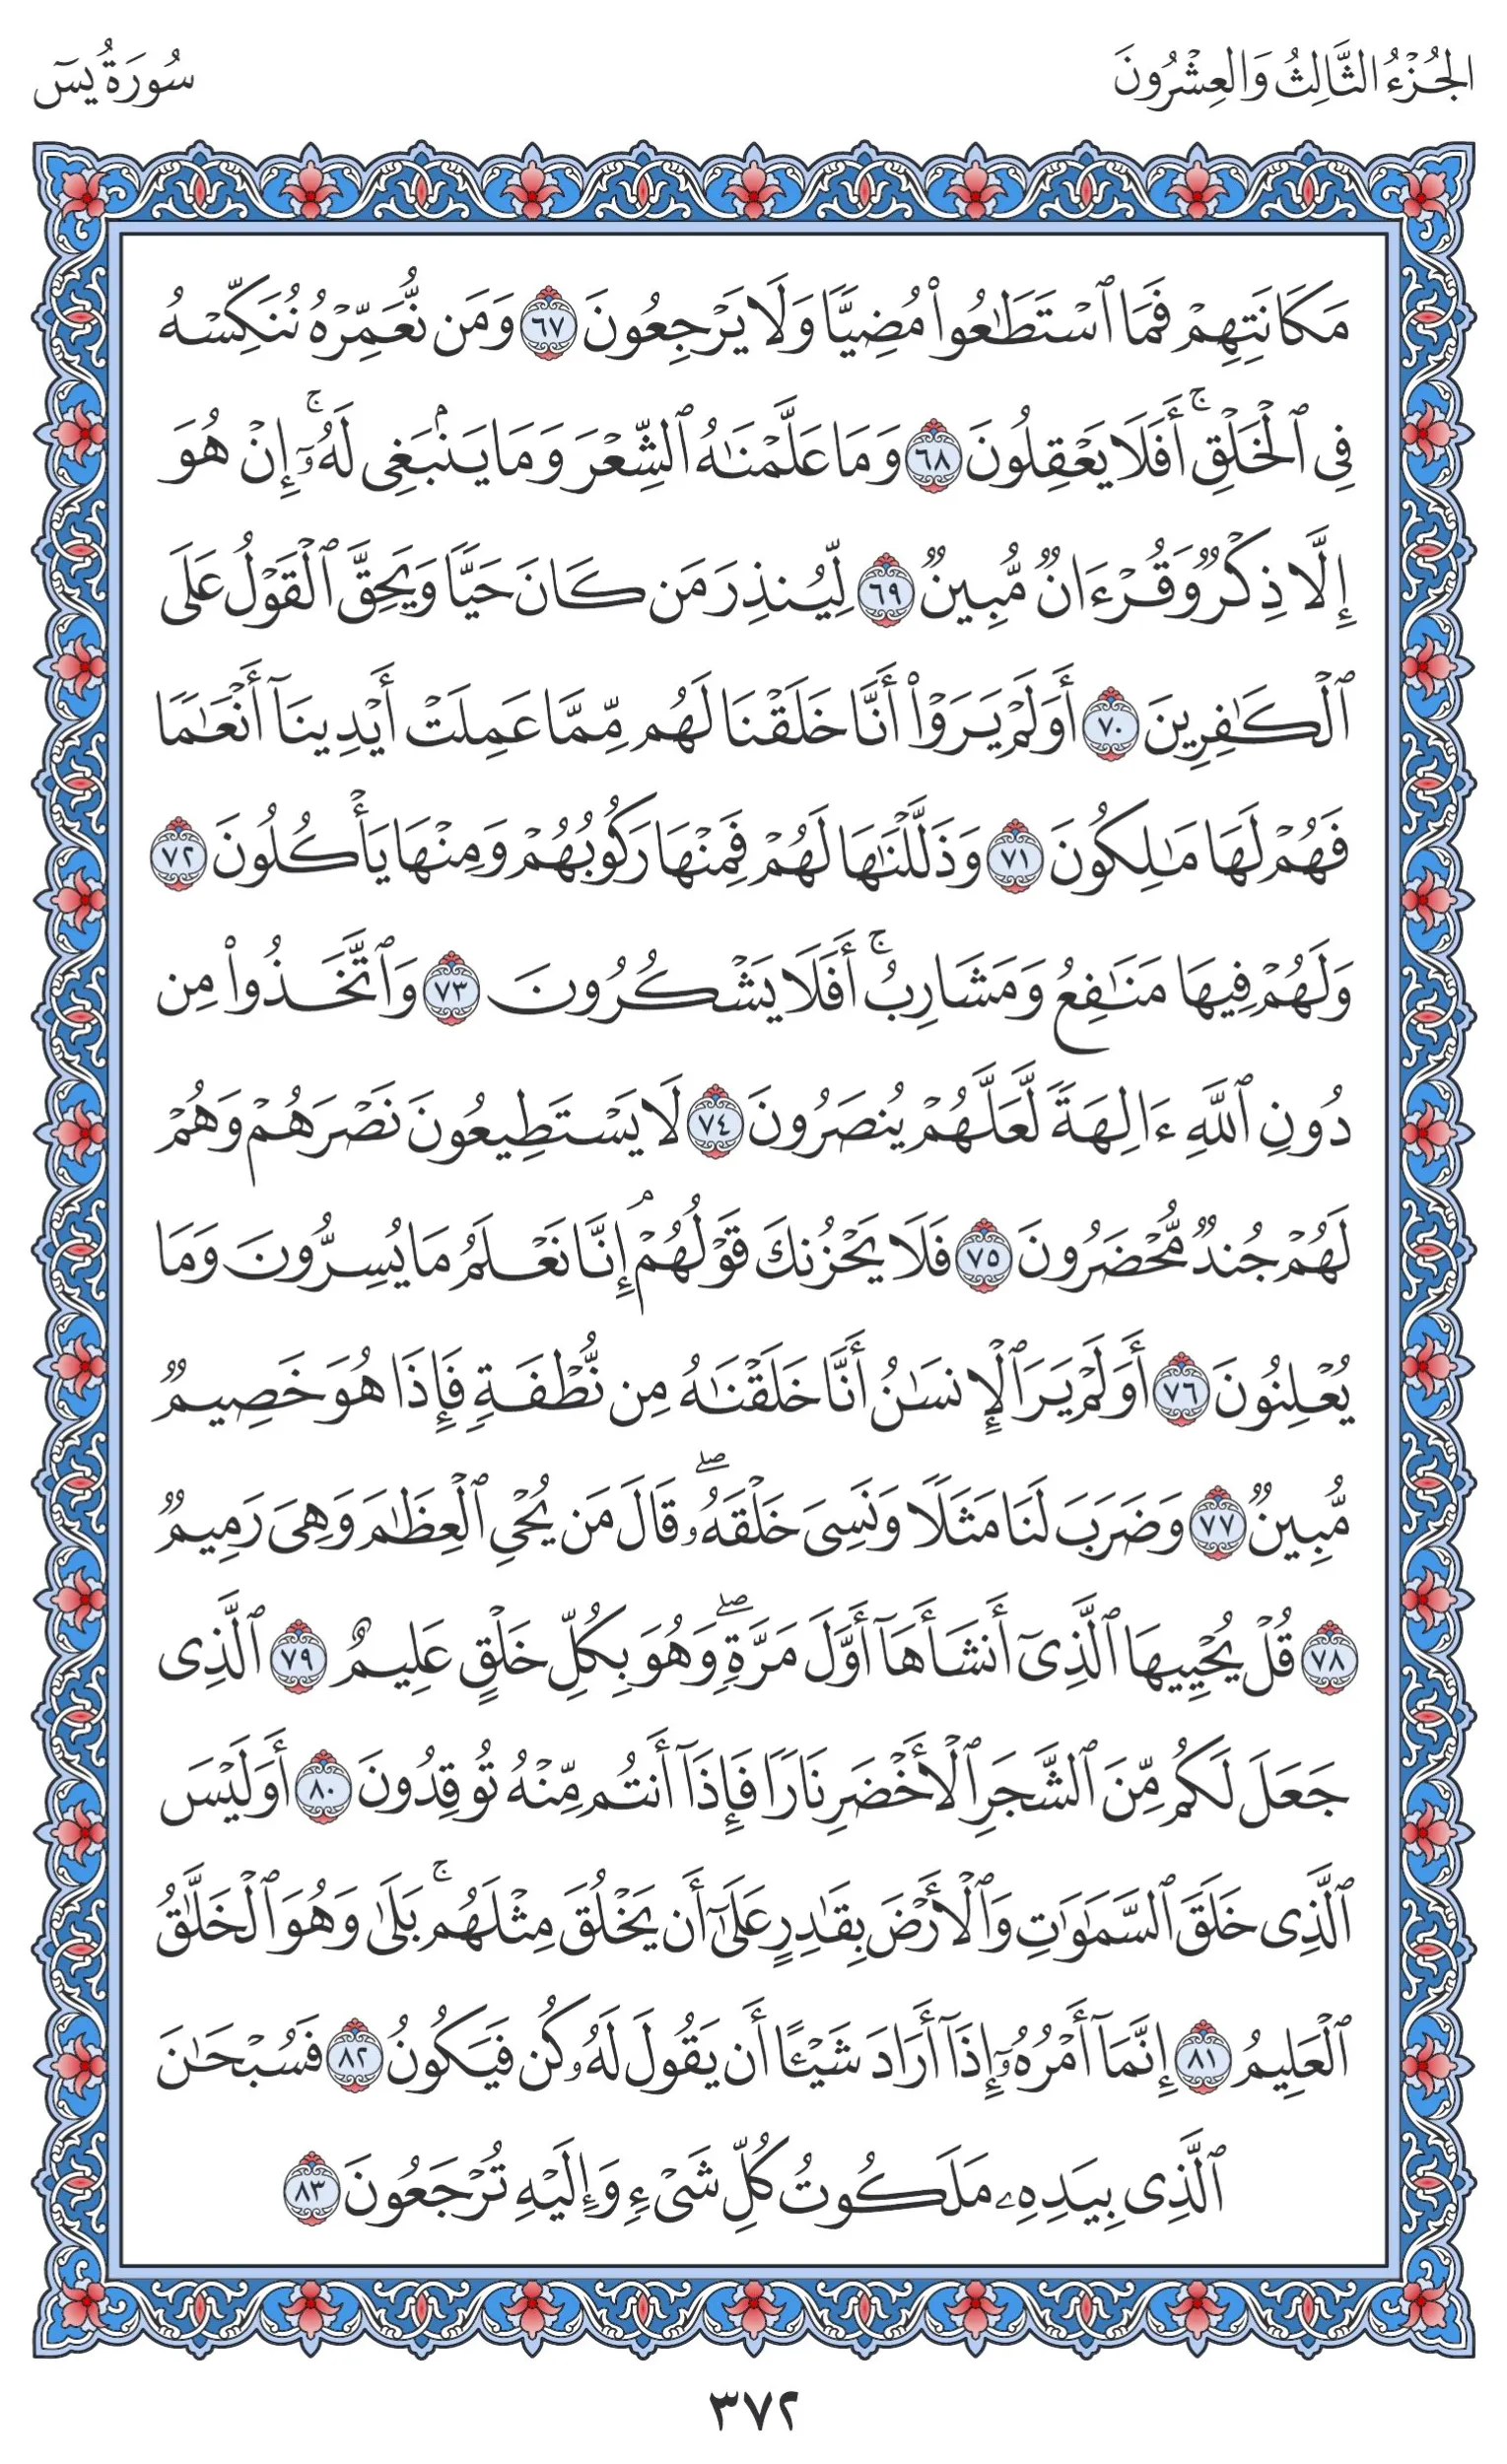 الجُزْءُ الثَّالِثُ وَالعِشْرُونَ
سُورَةُ يسٓ
مَكَانَتِهِمْ فَمَا ٱسْتَطَٰعُوا۟ مُضِيًّا وَلَا يَرْجِعُونَ ٦٧ وَمَن نُّعَمِّرْهُ نُنَكِّسْهُ
فِى ٱلْخَلْقِ ۚ أَفَلَا يَعْقِلُونَ ٦٨ وَمَا عَلَّمْنَٰهُ ٱلشِّعْرَ وَمَا يَنۢبَغِى لَهُۥٓ ۚ إِنْ هُوَ
إِلَّا ذِكْرٌ وَقُرْءَانٌ مُّبِينٌ ٦٩ لِّيُنذِرَ مَن كَانَ حَيًّا وَيَحِقَّ ٱلْقَوْلُ عَلَى
ٱلْكَٰفِرِينَ ٧٠ أَوَلَمْ يَرَوْا۟ أَنَّا خَلَقْنَا لَهُم مِّمَّا عَمِلَتْ أَيْدِينَآ أَنْعَٰمًا
فَهُمْ لَهَا مَٰلِكُونَ ٧١ وَذَلَّلْنَٰهَا لَهُمْ فَمِنْهَا رَكُوبُهُمْ وَمِنْهَا يَأْكُلُونَ ٧٢
وَلَهُمْ فِيهَا مَنَٰفِعُ وَمَشَارِبُ ۚ أَفَلَا يَشْكُرُونَ ٧٣ وَٱتَّخَذُوا۟ مِن
دُونِ ٱللَّهِ ءَالِهَةً لَّعَلَّهُمْ يُنصَرُونَ ٧٤ لَا يَسْتَطِيعُونَ نَصْرَهُمْ وَهُمْ
لَهُمْ جُندٌ مُّحْضَرُونَ ٧٥ فَلَا يَحْزُنكَ قَوْلُهُمْ ۘ إِنَّا نَعْلَمُ مَا يُسِرُّونَ وَمَا
يُعْلِنُونَ ٧٦ أَوَلَمْ يَرَ ٱلْإِنسَٰنُ أَنَّا خَلَقْنَٰهُ مِن نُّطْفَةٍ فَإِذَا هُوَ خَصِيمٌ
مُّبِينٌ ٧٧ وَضَرَبَ لَنَا مَثَلًا وَنَسِىَ خَلْقَهُۥ ۖ قَالَ مَن يُحْىِ ٱلْعِظَٰمَ وَهِىَ رَمِيمٌ
٧٨ قُلْ يُحْيِيهَا ٱلَّذِىٓ أَنشَأَهَآ أَوَّلَ مَرَّةٍ ۖ وَهُوَ بِكُلِّ خَلْقٍ عَلِيمٌ ٧٩ ٱلَّذِى
جَعَلَ لَكُم مِّنَ ٱلشَّجَرِ ٱلْأَخْضَرِ نَارًا فَإِذَآ أَنتُم مِّنْهُ تُوقِدُونَ ٨٠ أَوَلَيْسَ
ٱلَّذِى خَلَقَ ٱلسَّمَٰوَٰتِ وَٱلْأَرْضَ بِقَٰدِرٍ عَلَىٰٓ أَن يَخْلُقَ مِثْلَهُم ۚ بَلَىٰ وَهُوَ ٱلْخَلَّٰقُ
ٱلْعَلِيمُ ٨١ إِنَّمَآ أَمْرُهُۥٓ إِذَآ أَرَادَ شَيْـًٔا أَن يَقُولَ لَهُۥ كُن فَيَكُونُ ٨٢ فَسُبْحَٰنَ
ٱلَّذِى بِيَدِهِۦ مَلَكُوتُ كُلِّ شَىْءٍ وَإِلَيْهِ تُرْجَعُونَ ٨٣
٣٧٢